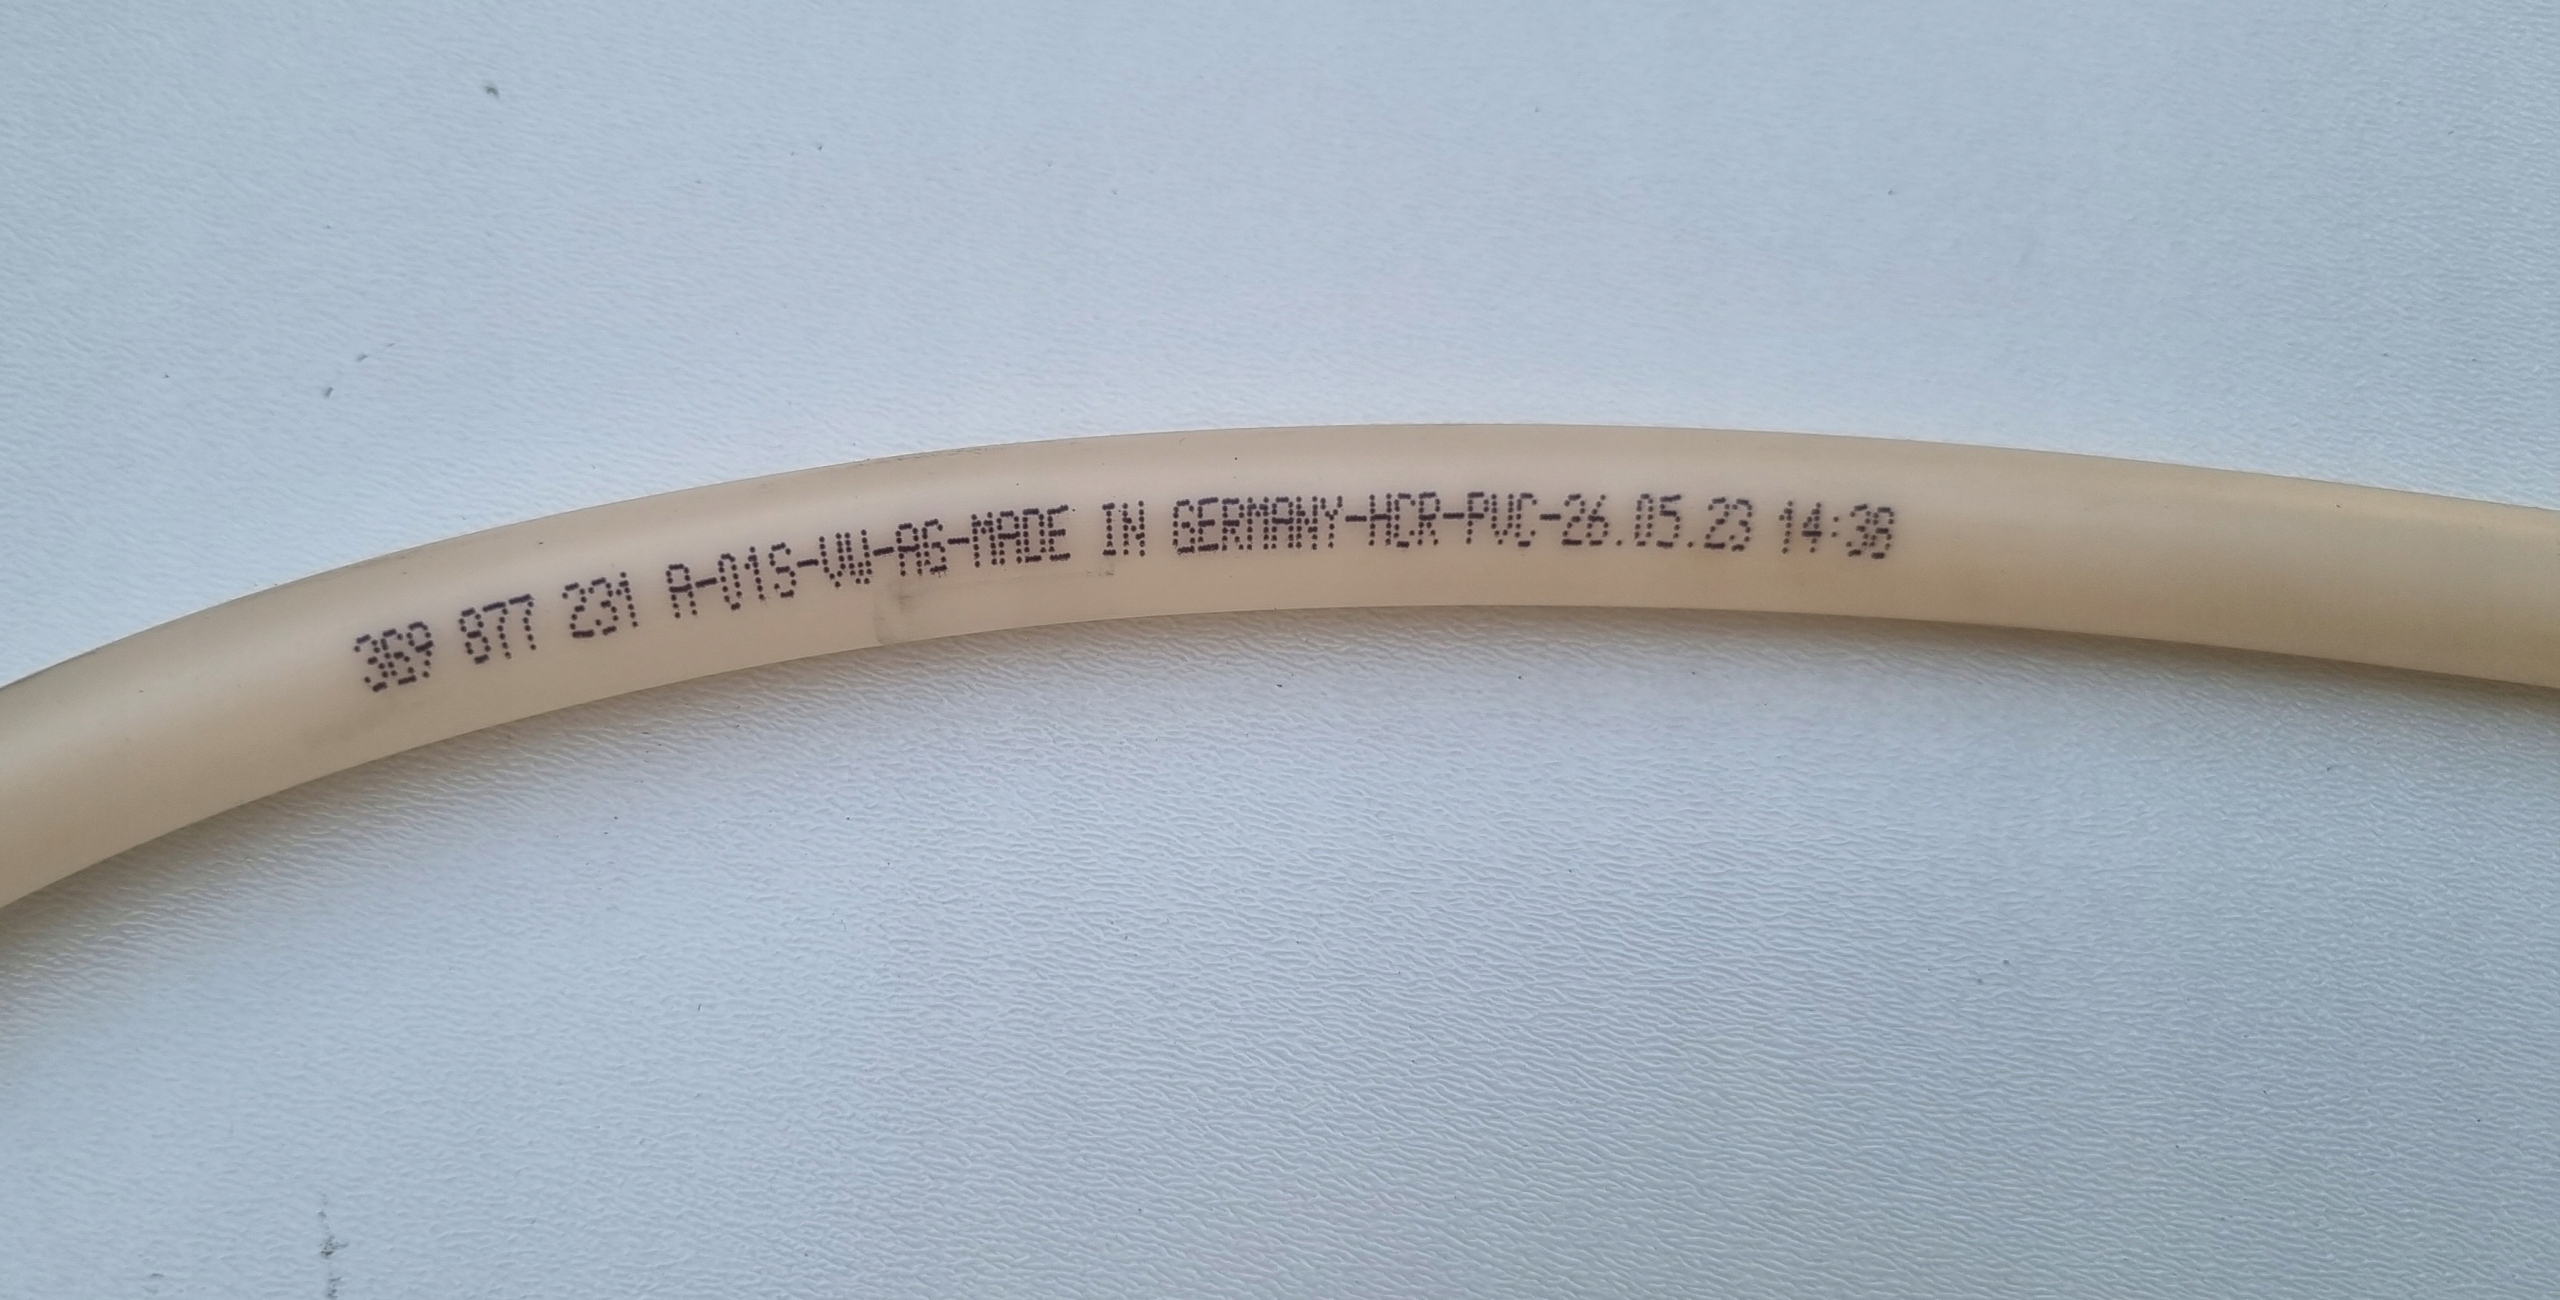 3G9 877 231 A-01S-VW-AG-MADE IN GERMANY-HCR-PVC-26.05.23 14:38